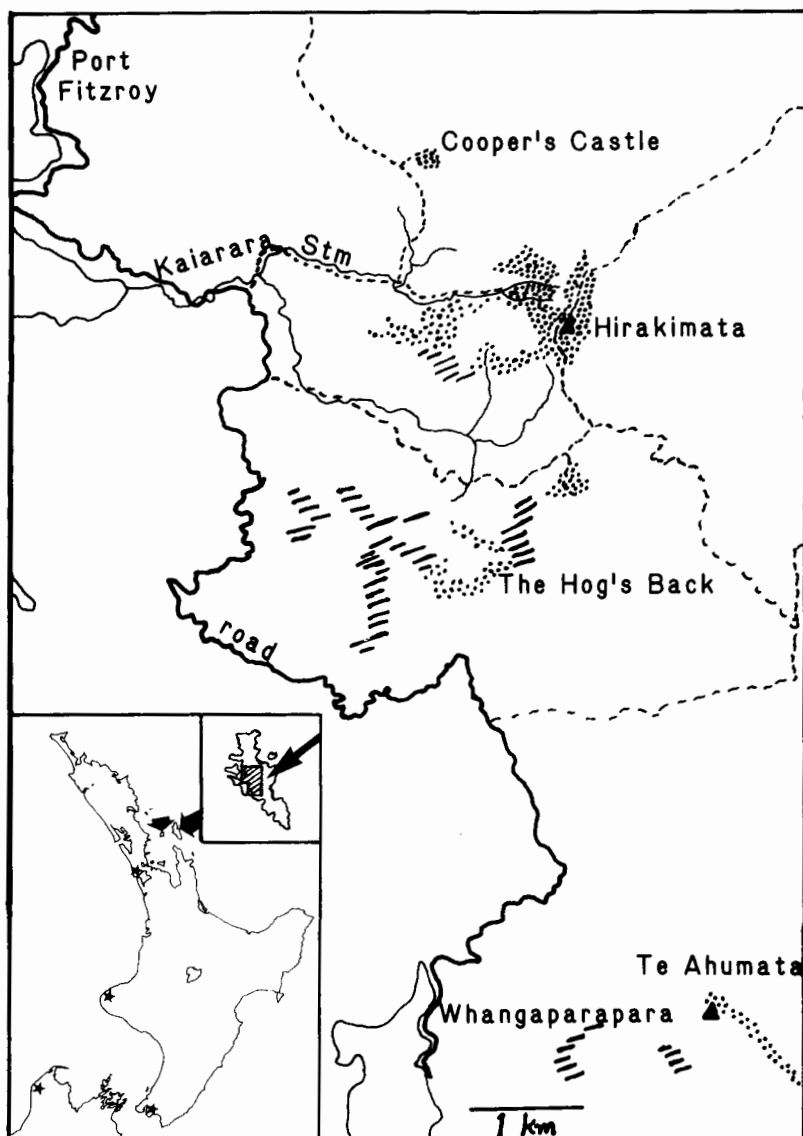 Port
Fitzroy
Cooper's Castle
Kaiarara Stm
Hirakimata
The Hog's Back
road
Te Ahumata
Whangaparapara
1 km